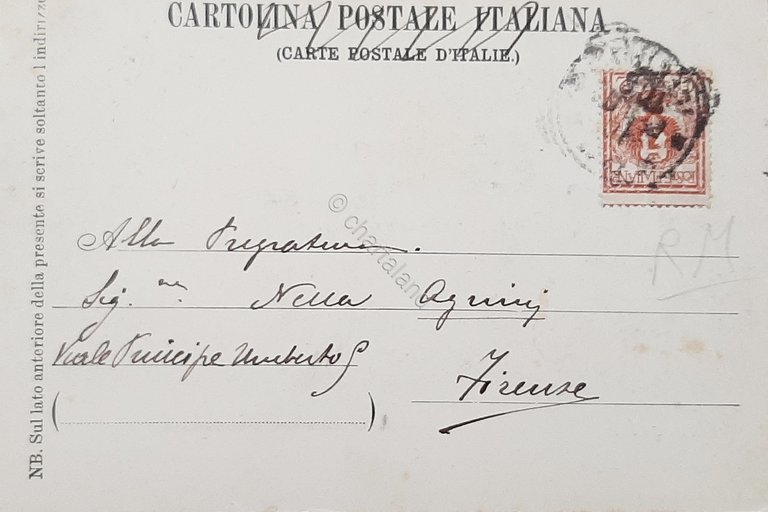 CARTOLINA POSTALE ITALIANA
(CARTE POSTALE D'ITALIE.)
NB. Sul lato anteriore della presente si scrive soltanto l'indirizzo
Alla
Sig.na Nella
Viale Principe Umberto
Firenze
R M
© chantaland